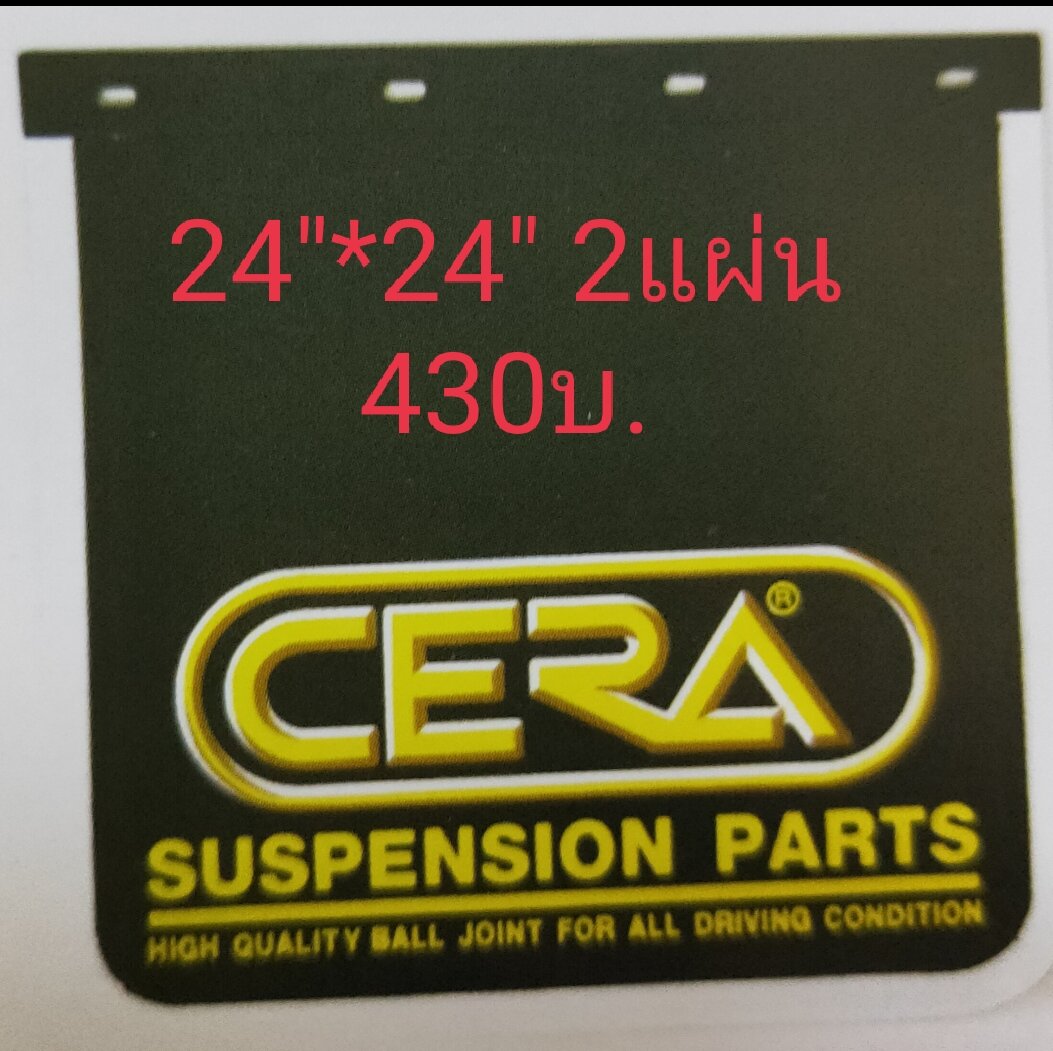 24"*24" 2แผ่น
430บ.
CERA®
SUSPENSION PARTS
HIGH QUALITY BALL JOINT FOR ALL DRIVING CONDITION